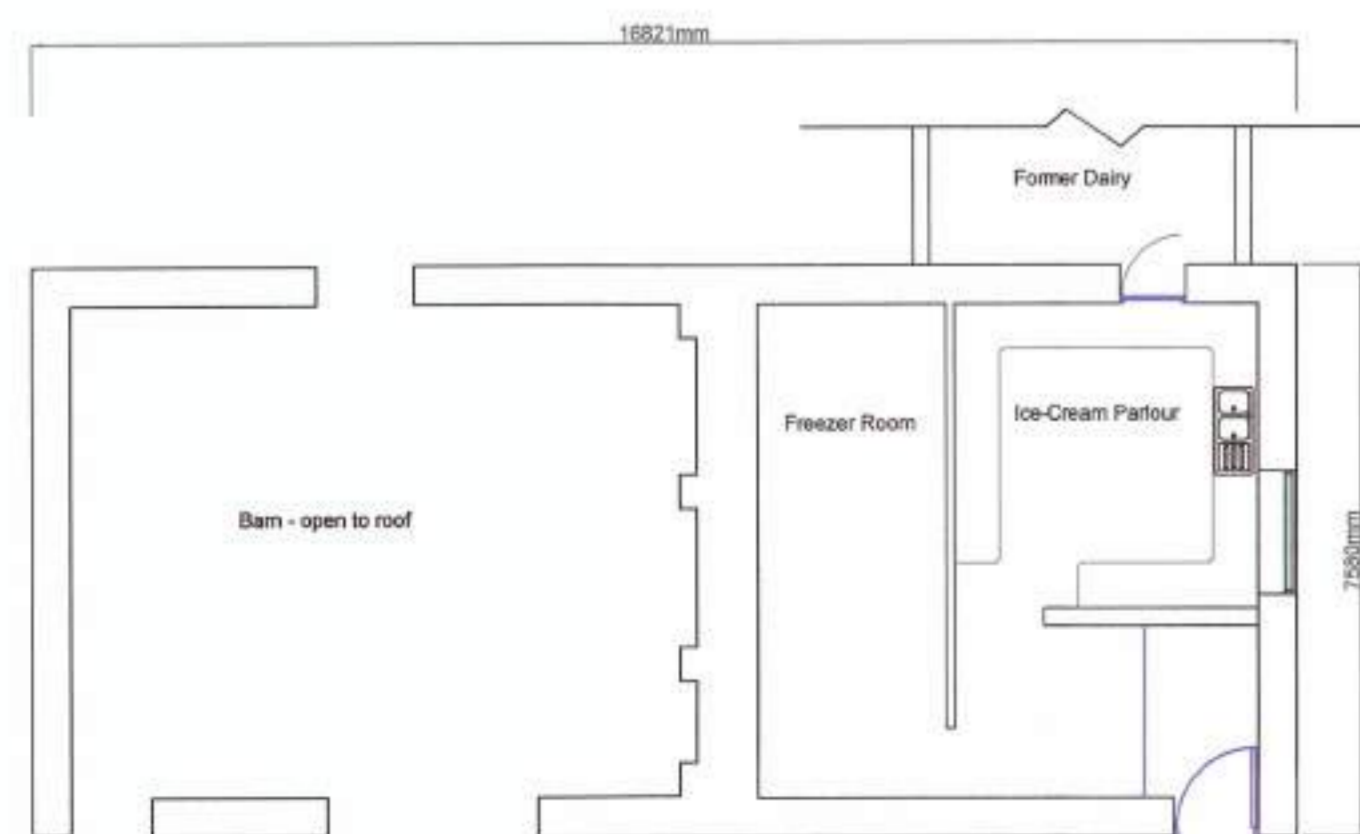 16821mm
Former Dairy
Freezer Room
Ice-Cream Parlour
Barn - open to roof
7580mm